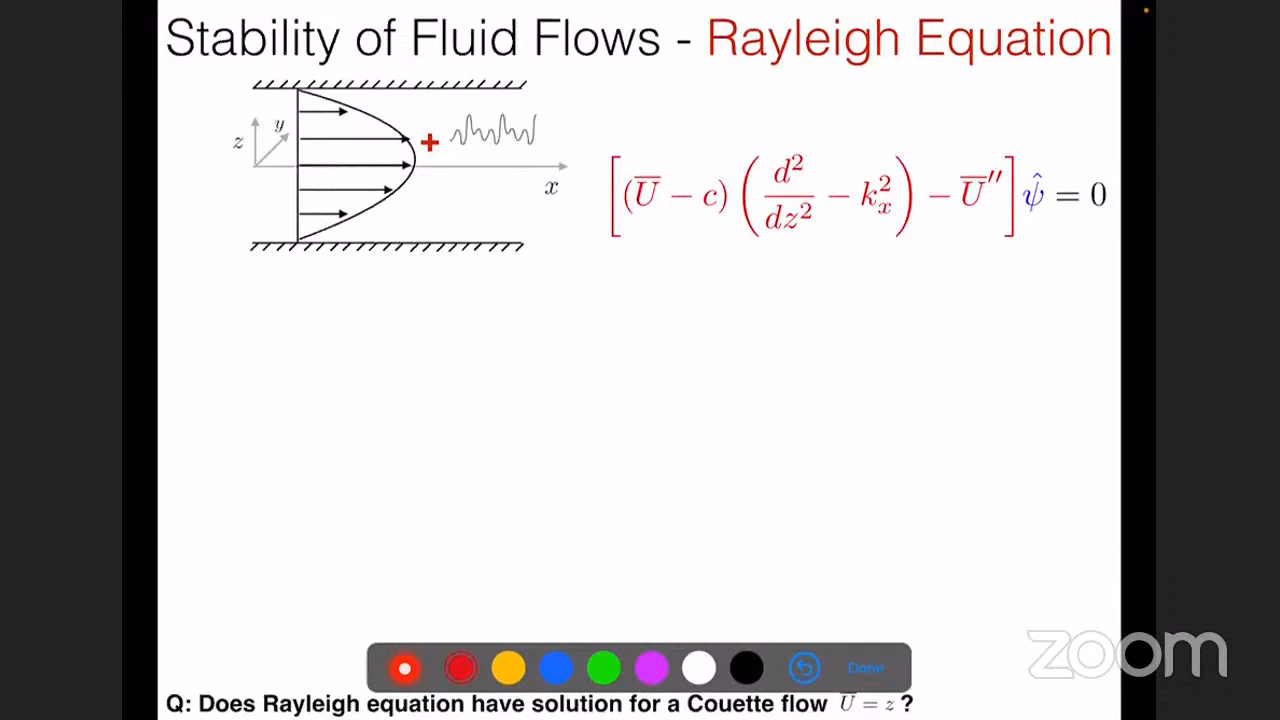 Stability of Fluid Flows - Rayleigh Equation
z y x +
[(U̅ − c)(d²/dz² − kₓ²) − U̅″]ψ̂ = 0
Done
zoom
Q: Does Rayleigh equation have solution for a Couette flow U̅ = z ?